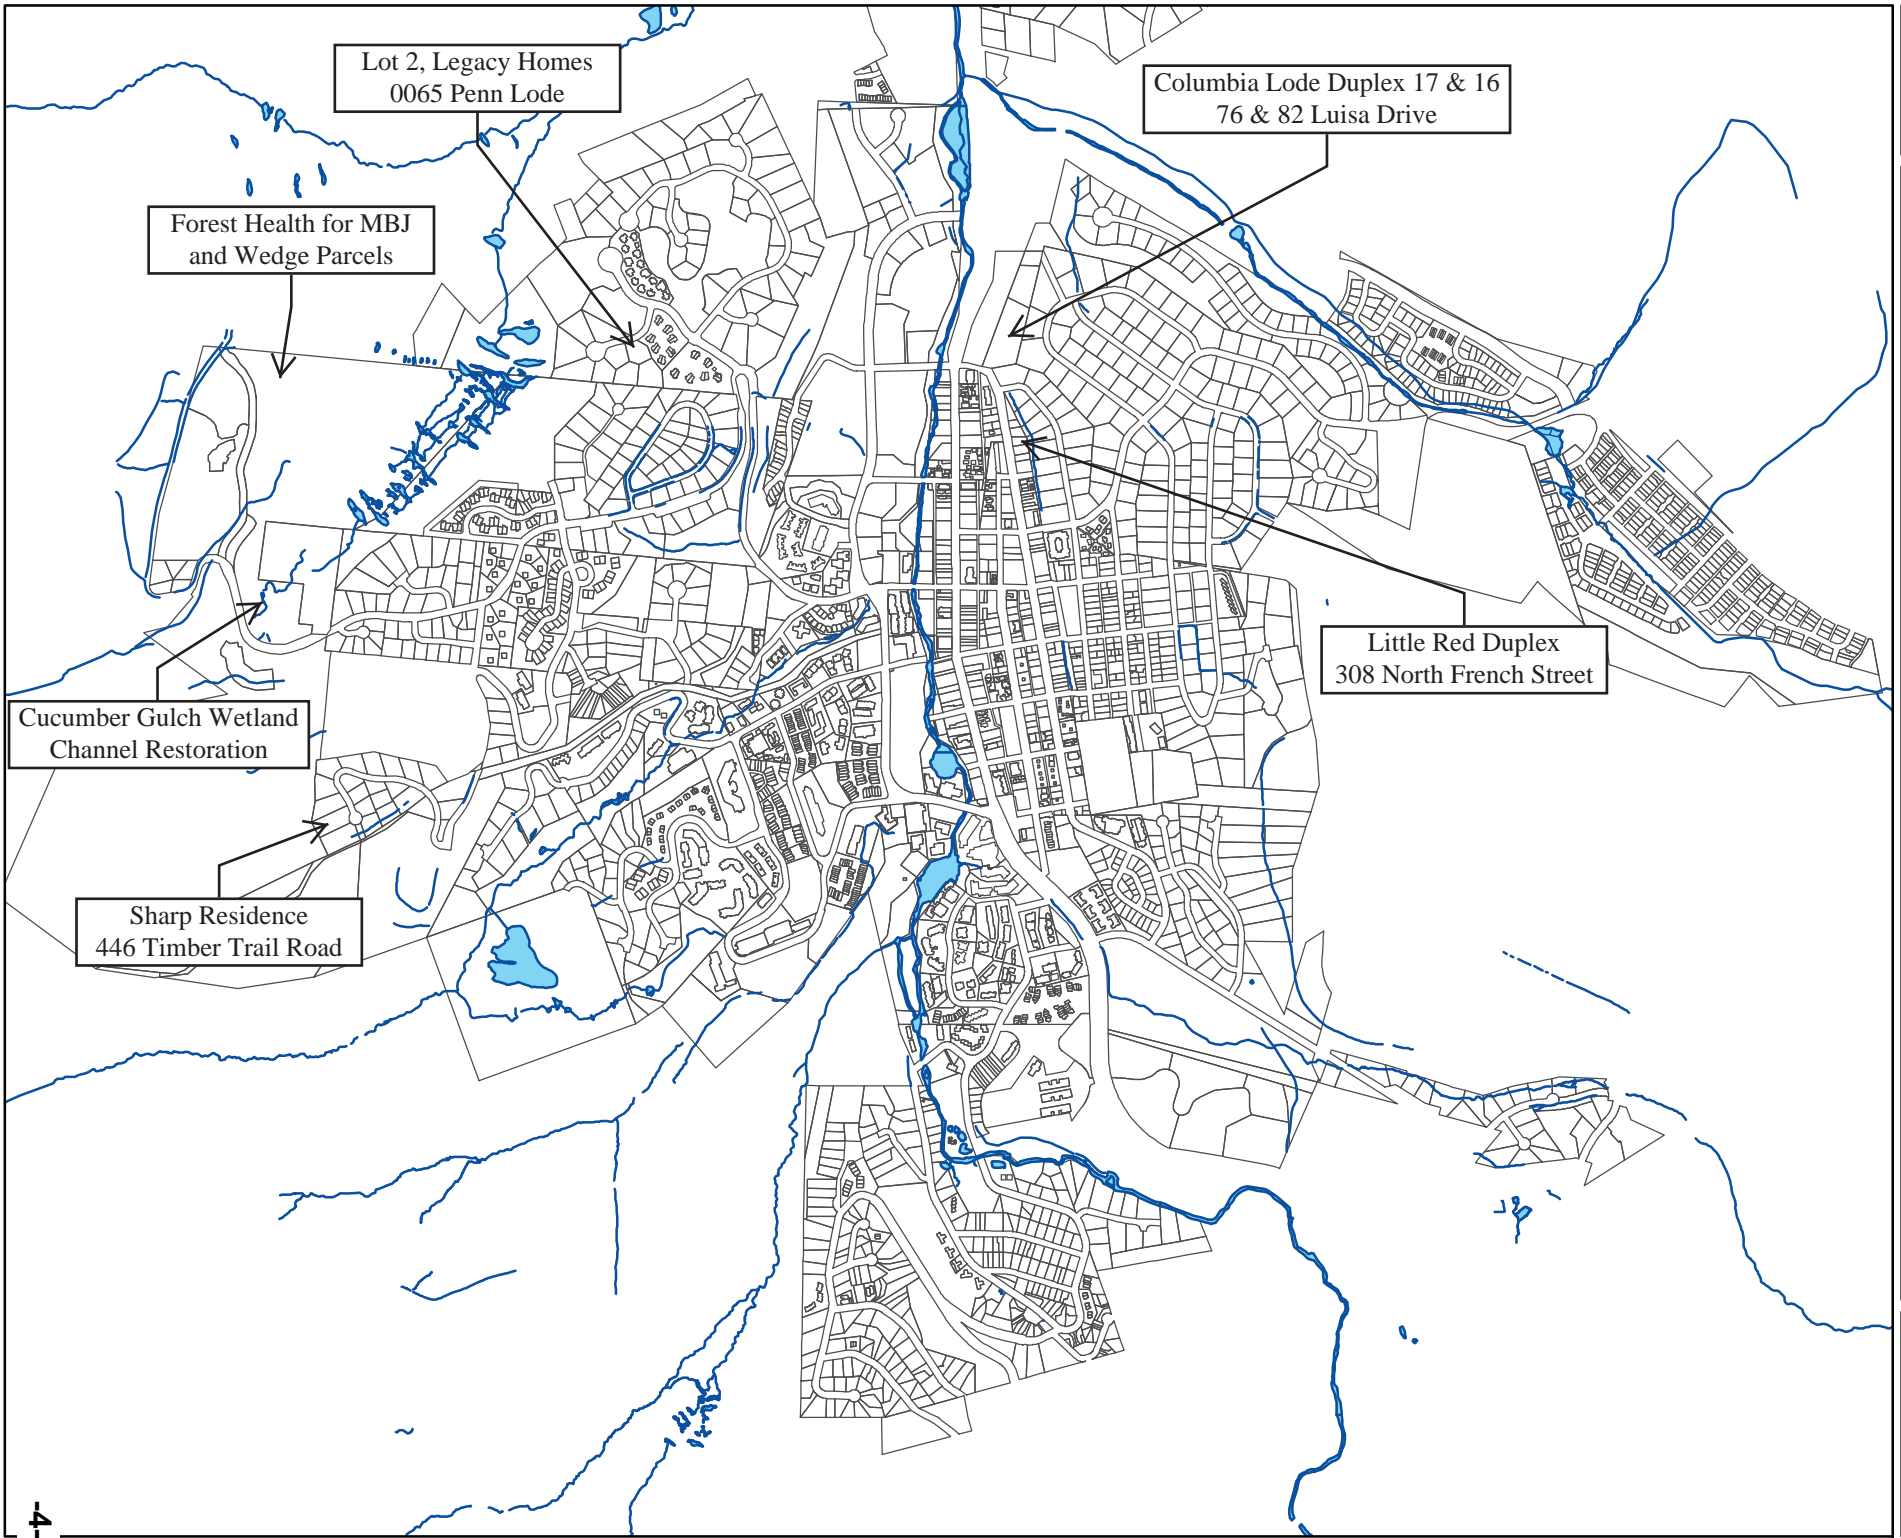 Lot 2, Legacy Homes
0065 Penn Lode
Columbia Lode Duplex 17 & 16
76 & 82 Luisa Drive
Forest Health for MBJ
and Wedge Parcels
Little Red Duplex
308 North French Street
Cucumber Gulch Wetland
Channel Restoration
Sharp Residence
446 Timber Trail Road
-4-